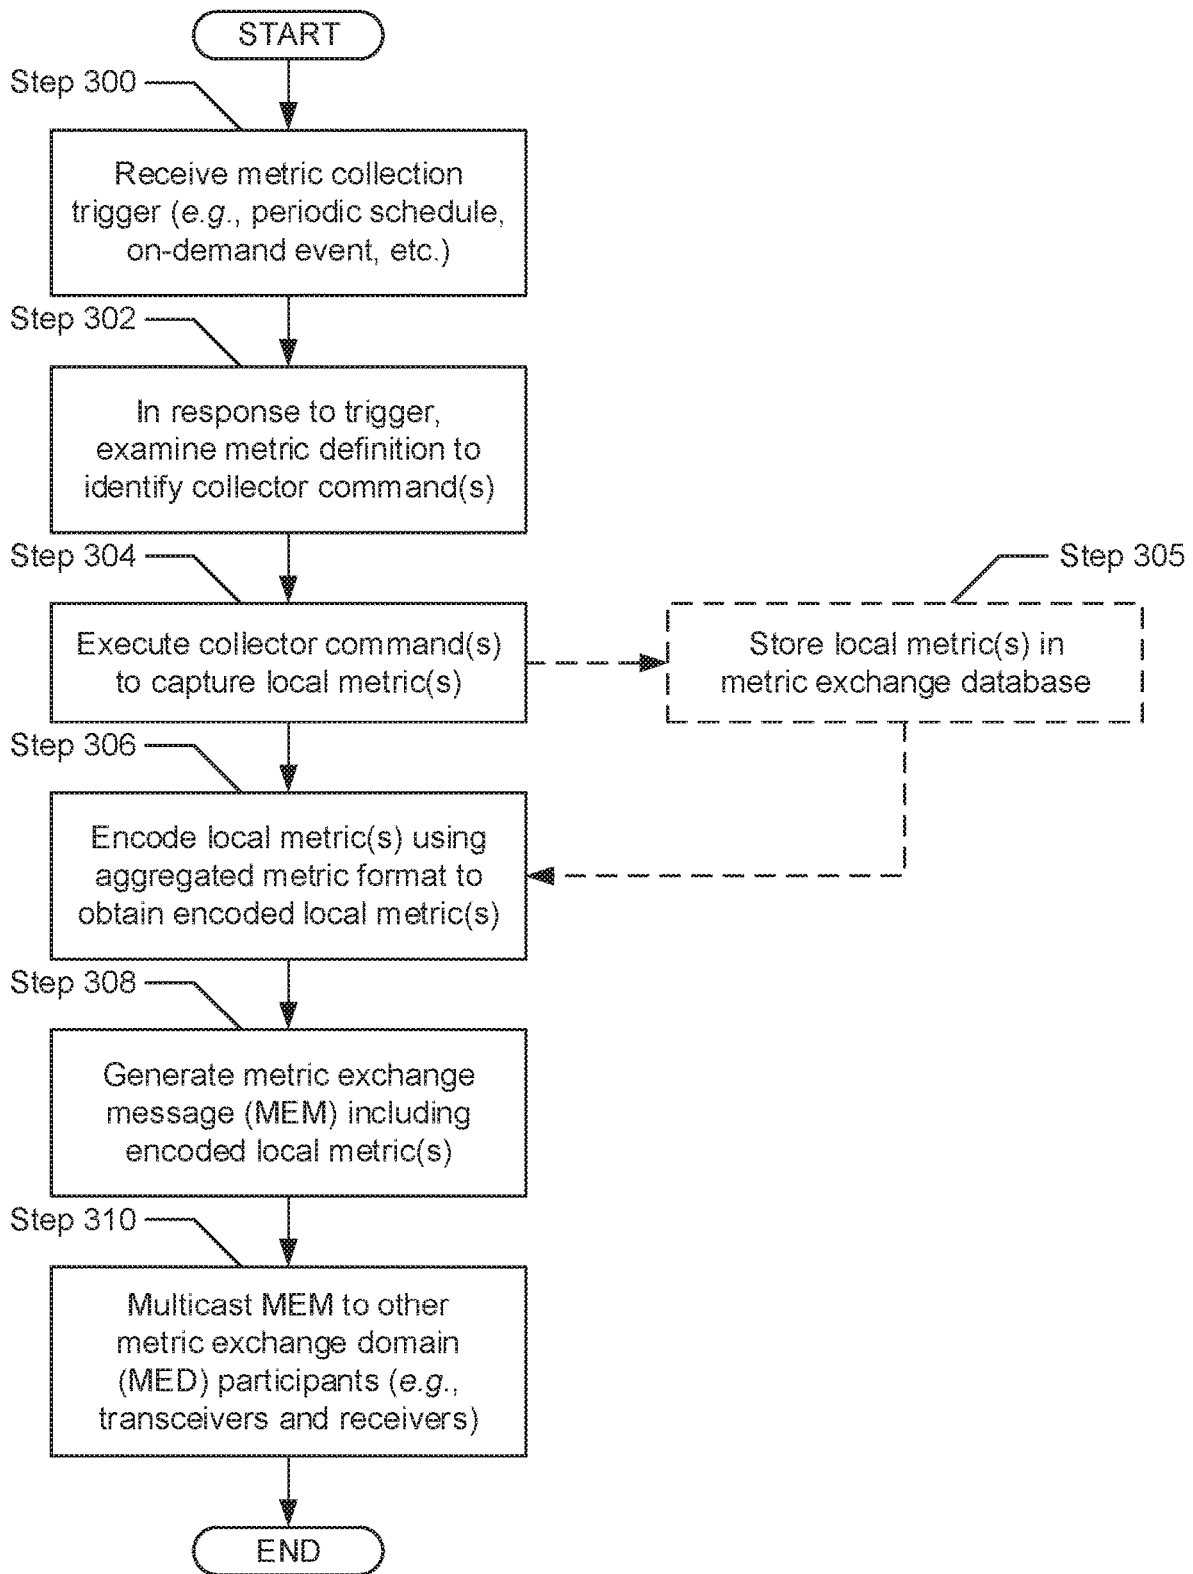 START
Step 300
Receive metric collection
trigger (e.g., periodic schedule,
on-demand event, etc.)
Step 302
In response to trigger,
examine metric definition to
identify collector command(s)
Step 304
Execute collector command(s)
to capture local metric(s)
Step 305
Store local metric(s) in
metric exchange database
Step 306
Encode local metric(s) using
aggregated metric format to
obtain encoded local metric(s)
Step 308
Generate metric exchange
message (MEM) including
encoded local metric(s)
Step 310
Multicast MEM to other
metric exchange domain
(MED) participants (e.g.,
transceivers and receivers)
END